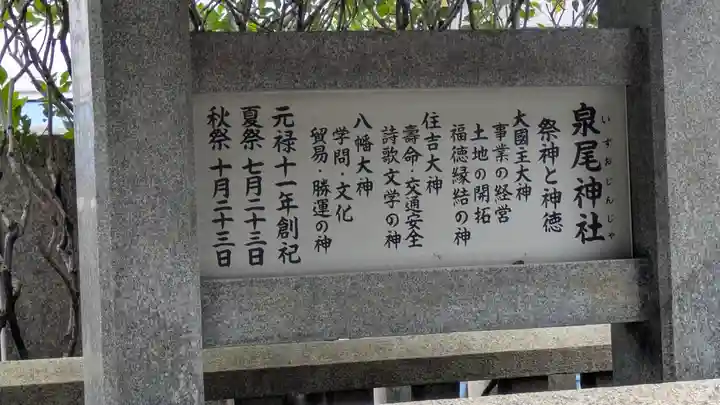 泉尾神社
いずおじんじゃ
祭神と神徳
大國主大神
事業の経営
土地の開拓
福徳縁結の神
住吉大神
壽命・交通安全
詩歌文学の神
八幡大神
学問・文化
貿易・勝運の神
元禄十一年創祀
夏祭 七月二十三日
秋祭 十月二十三日